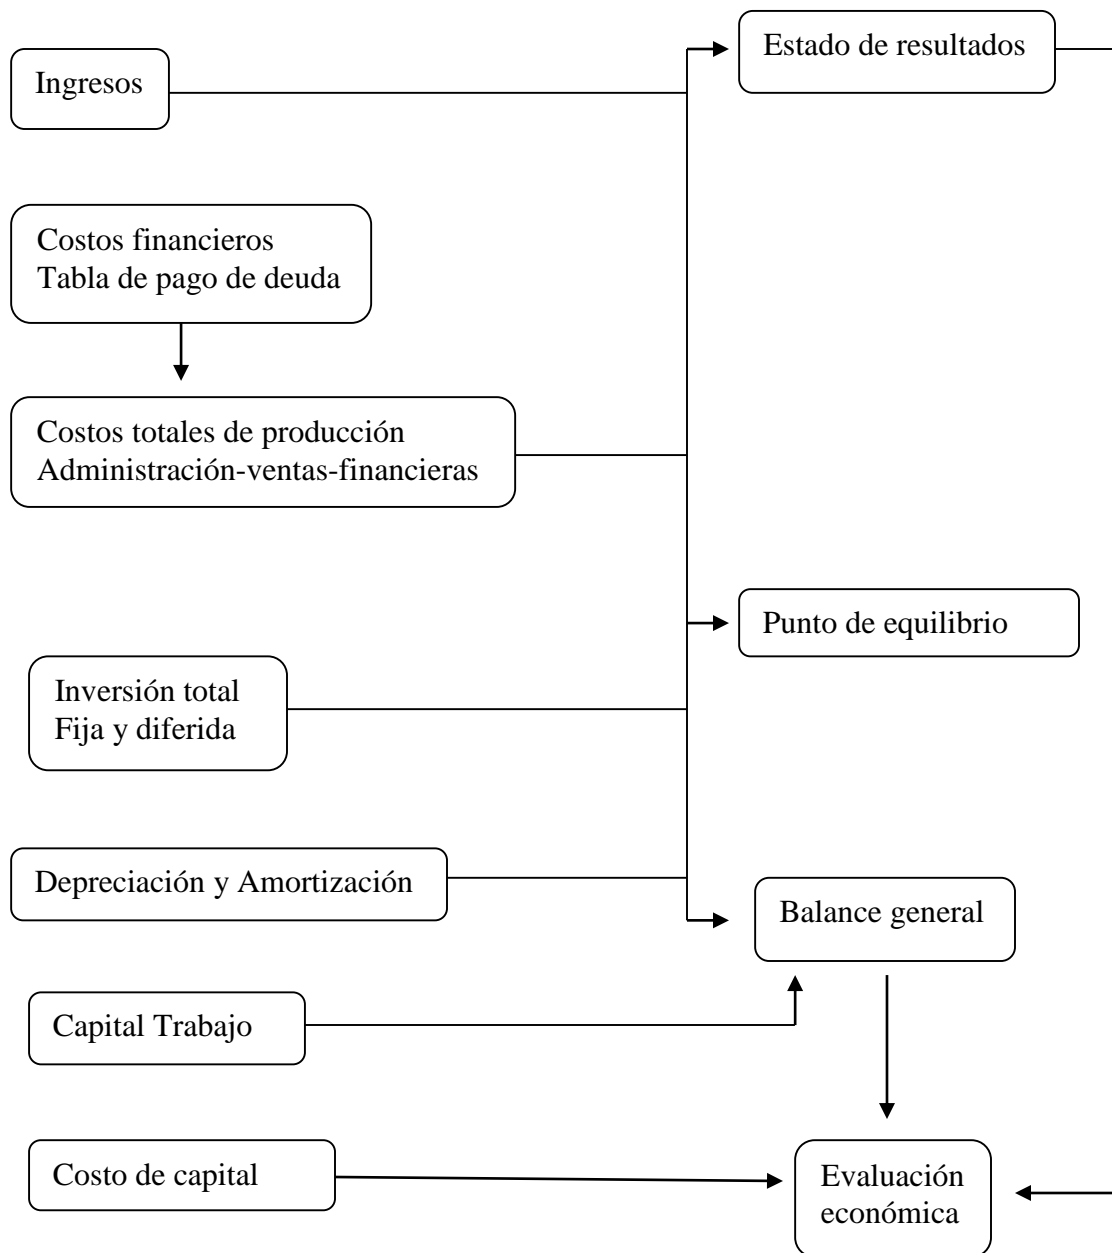 Estado de resultados
Ingresos
Costos financieros
Tabla de pago de deuda
Costos totales de producción
Administración-ventas-financieras
Punto de equilibrio
Inversión total
Fija y diferida
Depreciación y Amortización
Balance general
Capital Trabajo
Costo de capital
Evaluación
económica